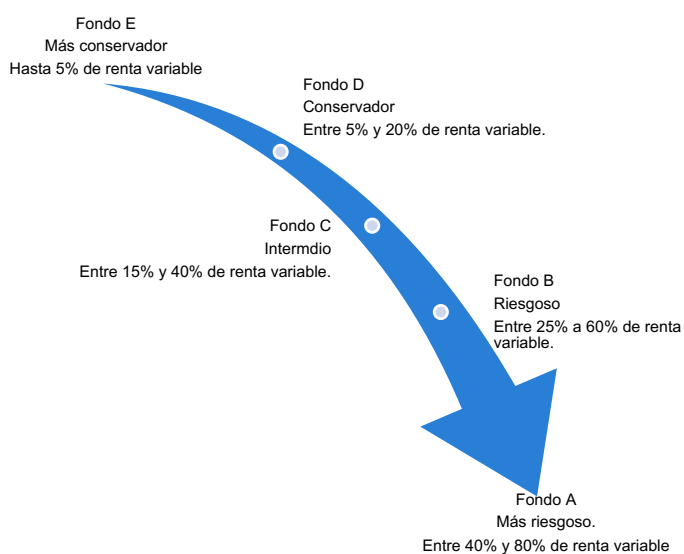 Fondo E
Más conservador
Hasta 5% de renta variable
Fondo D
Conservador
Entre 5% y 20% de renta variable.
Fondo C
Intermdio
Entre 15% y 40% de renta variable.
Fondo B
Riesgoso
Entre 25% a 60% de renta
variable.
Fondo A
Más riesgoso.
Entre 40% y 80% de renta variable